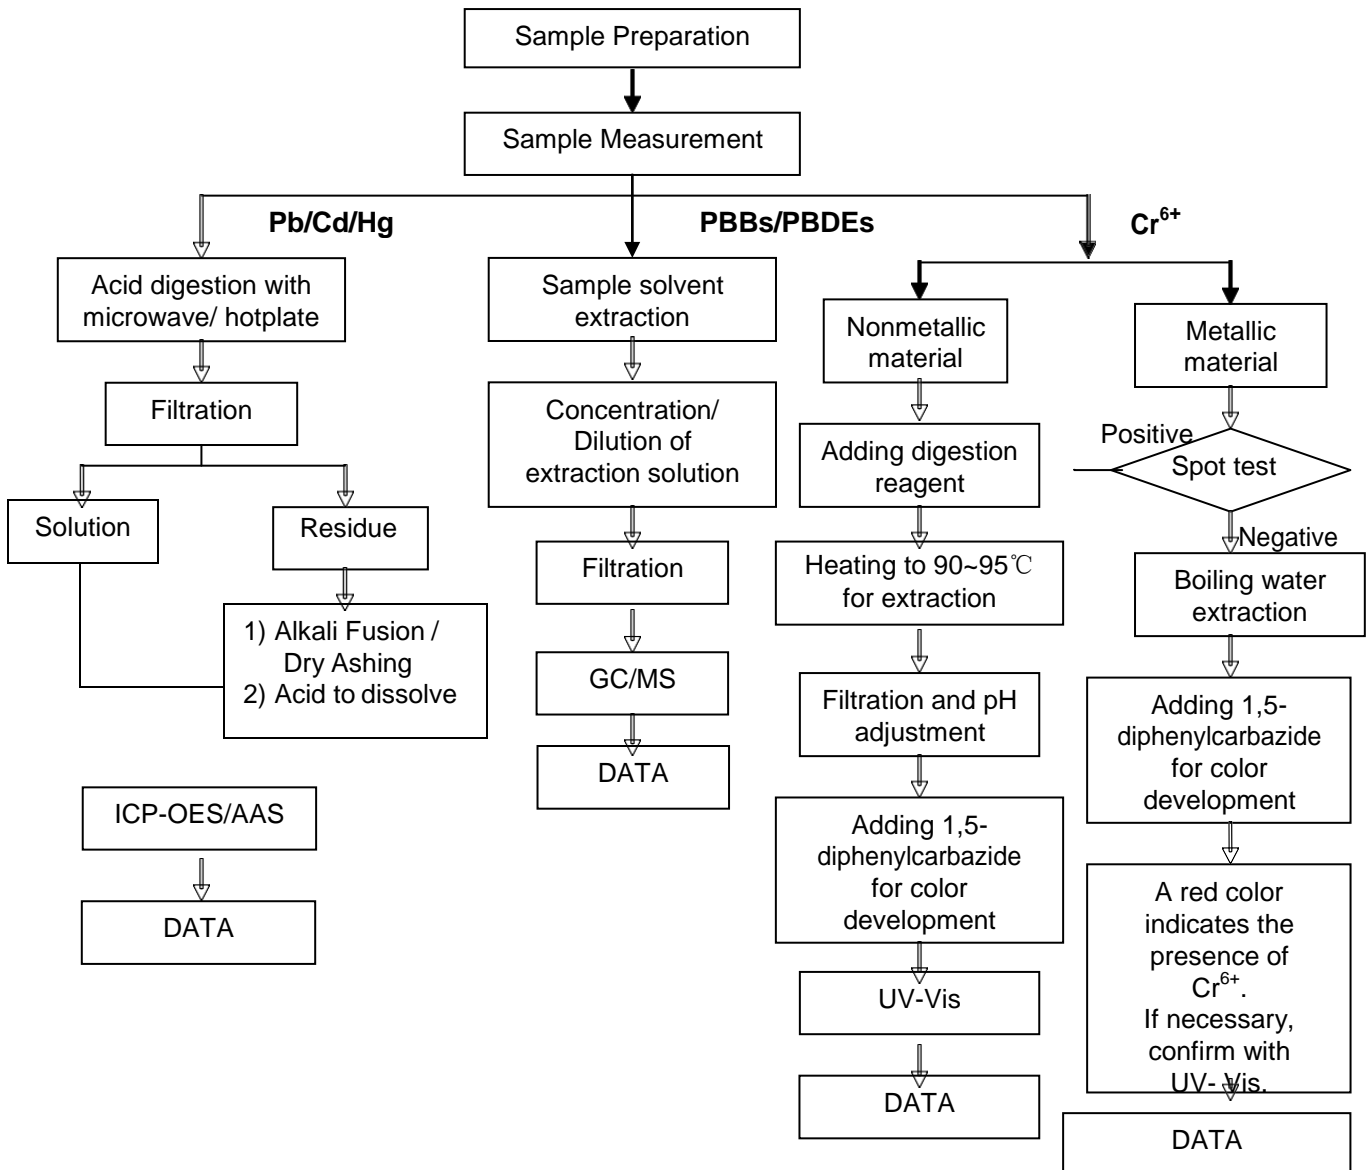 Sample Preparation
Sample Measurement
Pb/Cd/Hg
PBBs/PBDEs
Cr⁶⁺
Acid digestion with
microwave/ hotplate
Filtration
Solution
Residue
1) Alkali Fusion /
Dry Ashing
2) Acid to dissolve
ICP-OES/AAS
DATA
Sample solvent
extraction
Concentration/
Dilution of
extraction solution
Filtration
GC/MS
DATA
Nonmetallic
material
Adding digestion
reagent
Heating to 90~95℃
for extraction
Filtration and pH
adjustment
Adding 1,5-
diphenylcarbazide
for color
development
UV-Vis
DATA
Metallic
material
Positive
Spot test
Negative
Boiling water
extraction
Adding 1,5-
diphenylcarbazide
for color
development
A red color
indicates the
presence of
Cr⁶⁺.
If necessary,
confirm with
UV- Vis.
DATA